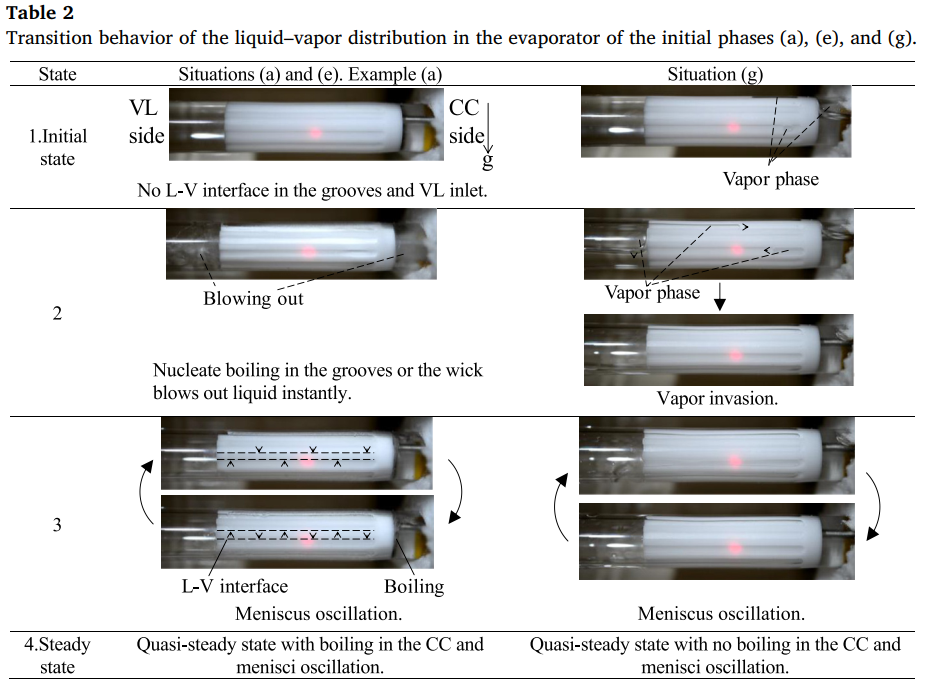 Table 2
Transition behavior of the liquid–vapor distribution in the evaporator of the initial phases (a), (e), and (g).
State
Situations (a) and (e). Example (a)
Situation (g)
1.Initial
state
VL
side
CC
side
g
No L-V interface in the grooves and VL inlet.
Vapor phase
2
Blowing out
Nucleate boiling in the grooves or the wick
blows out liquid instantly.
Vapor phase
Vapor invasion.
3
L-V interface
Boiling
Meniscus oscillation.
Meniscus oscillation.
4.Steady
state
Quasi-steady state with boiling in the CC and
menisci oscillation.
Quasi-steady state with no boiling in the CC and
menisci oscillation.